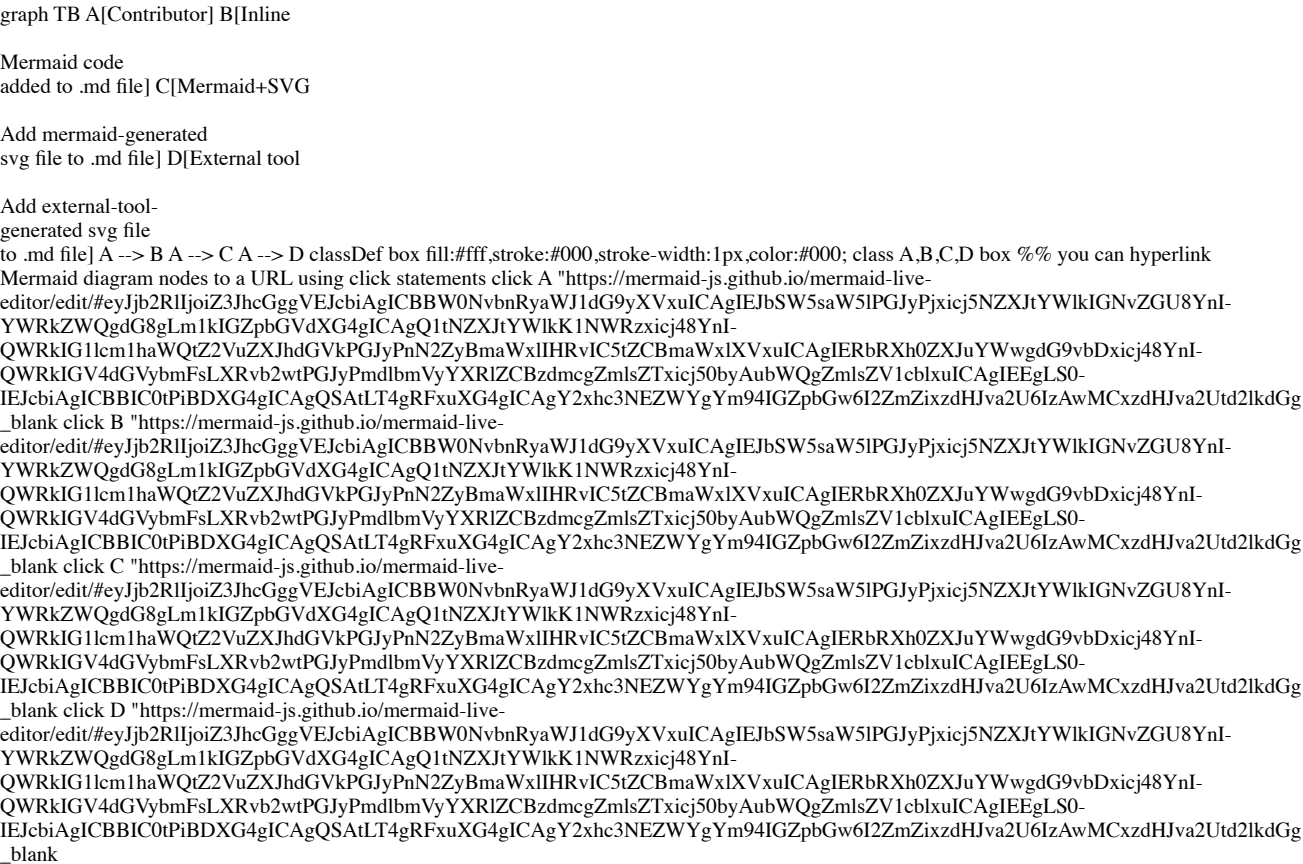 graph TB A[Contributor] B[Inline
Mermaid code
added to .md file] C[Mermaid+SVG
Add mermaid-generated
svg file to .md file] D[External tool
Add external-tool-
generated svg file
to .md file] A --> B A --> C A --> D classDef box fill:#fff,stroke:#000,stroke-width:1px,color:#000; class A,B,C,D box %% you can hyperlink
Mermaid diagram nodes to a URL using click statements click A "https://mermaid-js.github.io/mermaid-live-
editor/edit/#eyJjb2RlIjoiZ3JhcGggVEJcbiAgICBBW0NvbnRyaWJ1dG9yXVxuICAgIEJbSW5saW5lPGJyPjxicj5NZXJtYWlkIGNvZGU8YnI-
YWRkZWQgdG8gLm1kIGZpbGVdXG4gICAgQ1tNZXJtYWlkK1NWRzxicj48YnI-
QWRkIG1lcm1haWQtZ2VuZXJhdGVkPGJyPnN2ZyBmaWxlIHRvIC5tZCBmaWxlXVxuICAgIERbRXh0ZXJuYWwgdG9vbDxicj48YnI-
QWRkIGV4dGVybmFsLXRvb2wtPGJyPmdlbmVyYXRlZCBzdmcgZmlsZTxicj50byAubWQgZmlsZV1cblxuICAgIEEgLS0-
IEJcbiAgICBBIC0tPiBDXG4gICAgQSAtLT4gRFxuXG4gICAgY2xhc3NEZWYgYm94IGZpbGw6I2ZmZixzdHJva2U6IzAwMCxzdHJva2Utd2lkdGg
_blank click B "https://mermaid-js.github.io/mermaid-live-
editor/edit/#eyJjb2RlIjoiZ3JhcGggVEJcbiAgICBBW0NvbnRyaWJ1dG9yXVxuICAgIEJbSW5saW5lPGJyPjxicj5NZXJtYWlkIGNvZGU8YnI-
YWRkZWQgdG8gLm1kIGZpbGVdXG4gICAgQ1tNZXJtYWlkK1NWRzxicj48YnI-
QWRkIG1lcm1haWQtZ2VuZXJhdGVkPGJyPnN2ZyBmaWxlIHRvIC5tZCBmaWxlXVxuICAgIERbRXh0ZXJuYWwgdG9vbDxicj48YnI-
QWRkIGV4dGVybmFsLXRvb2wtPGJyPmdlbmVyYXRlZCBzdmcgZmlsZTxicj50byAubWQgZmlsZV1cblxuICAgIEEgLS0-
IEJcbiAgICBBIC0tPiBDXG4gICAgQSAtLT4gRFxuXG4gICAgY2xhc3NEZWYgYm94IGZpbGw6I2ZmZixzdHJva2U6IzAwMCxzdHJva2Utd2lkdGg
_blank click C "https://mermaid-js.github.io/mermaid-live-
editor/edit/#eyJjb2RlIjoiZ3JhcGggVEJcbiAgICBBW0NvbnRyaWJ1dG9yXVxuICAgIEJbSW5saW5lPGJyPjxicj5NZXJtYWlkIGNvZGU8YnI-
YWRkZWQgdG8gLm1kIGZpbGVdXG4gICAgQ1tNZXJtYWlkK1NWRzxicj48YnI-
QWRkIG1lcm1haWQtZ2VuZXJhdGVkPGJyPnN2ZyBmaWxlIHRvIC5tZCBmaWxlXVxuICAgIERbRXh0ZXJuYWwgdG9vbDxicj48YnI-
QWRkIGV4dGVybmFsLXRvb2wtPGJyPmdlbmVyYXRlZCBzdmcgZmlsZTxicj50byAubWQgZmlsZV1cblxuICAgIEEgLS0-
IEJcbiAgICBBIC0tPiBDXG4gICAgQSAtLT4gRFxuXG4gICAgY2xhc3NEZWYgYm94IGZpbGw6I2ZmZixzdHJva2U6IzAwMCxzdHJva2Utd2lkdGg
_blank click D "https://mermaid-js.github.io/mermaid-live-
editor/edit/#eyJjb2RlIjoiZ3JhcGggVEJcbiAgICBBW0NvbnRyaWJ1dG9yXVxuICAgIEJbSW5saW5lPGJyPjxicj5NZXJtYWlkIGNvZGU8YnI-
YWRkZWQgdG8gLm1kIGZpbGVdXG4gICAgQ1tNZXJtYWlkK1NWRzxicj48YnI-
QWRkIG1lcm1haWQtZ2VuZXJhdGVkPGJyPnN2ZyBmaWxlIHRvIC5tZCBmaWxlXVxuICAgIERbRXh0ZXJuYWwgdG9vbDxicj48YnI-
QWRkIGV4dGVybmFsLXRvb2wtPGJyPmdlbmVyYXRlZCBzdmcgZmlsZTxicj50byAubWQgZmlsZV1cblxuICAgIEEgLS0-
IEJcbiAgICBBIC0tPiBDXG4gICAgQSAtLT4gRFxuXG4gICAgY2xhc3NEZWYgYm94IGZpbGw6I2ZmZixzdHJva2U6IzAwMCxzdHJva2Utd2lkdGg
_blank